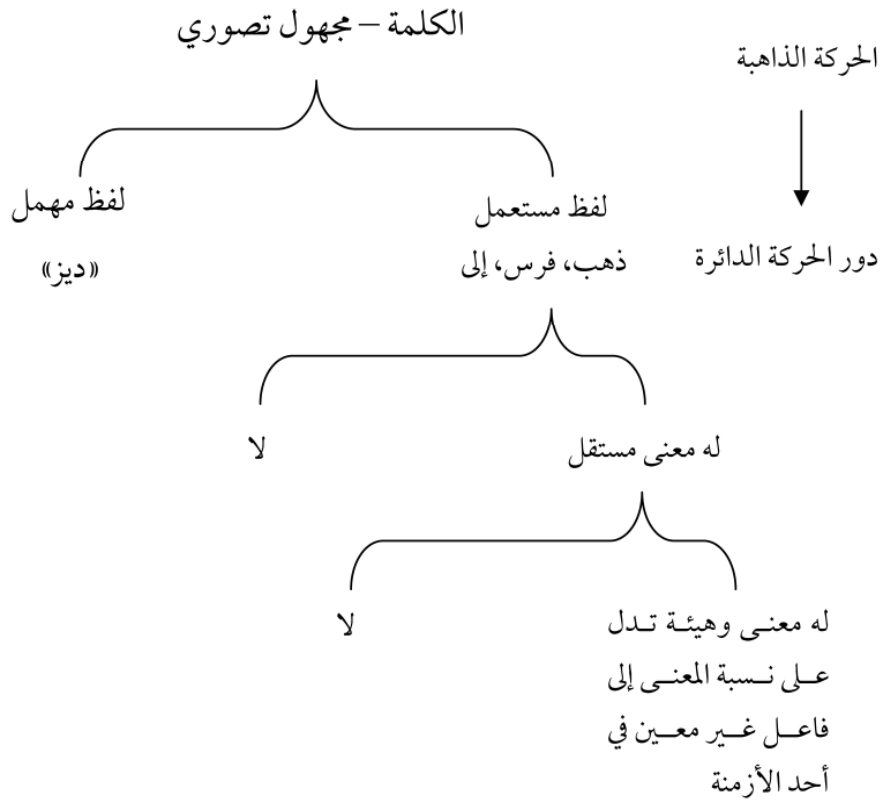 الكلمة – مجهول تصوري
الحركة الذاهبة
لفظ مستعمل
لفظ مهمل
ذهب، فرس، إلى
«ديز»
دور الحركة الدائرة
له معنى مستقل
لا
له معنى وهيئة تدل
على نسبة المعنى إلى
فاعل غير معين في
أحد الأزمنة
لا